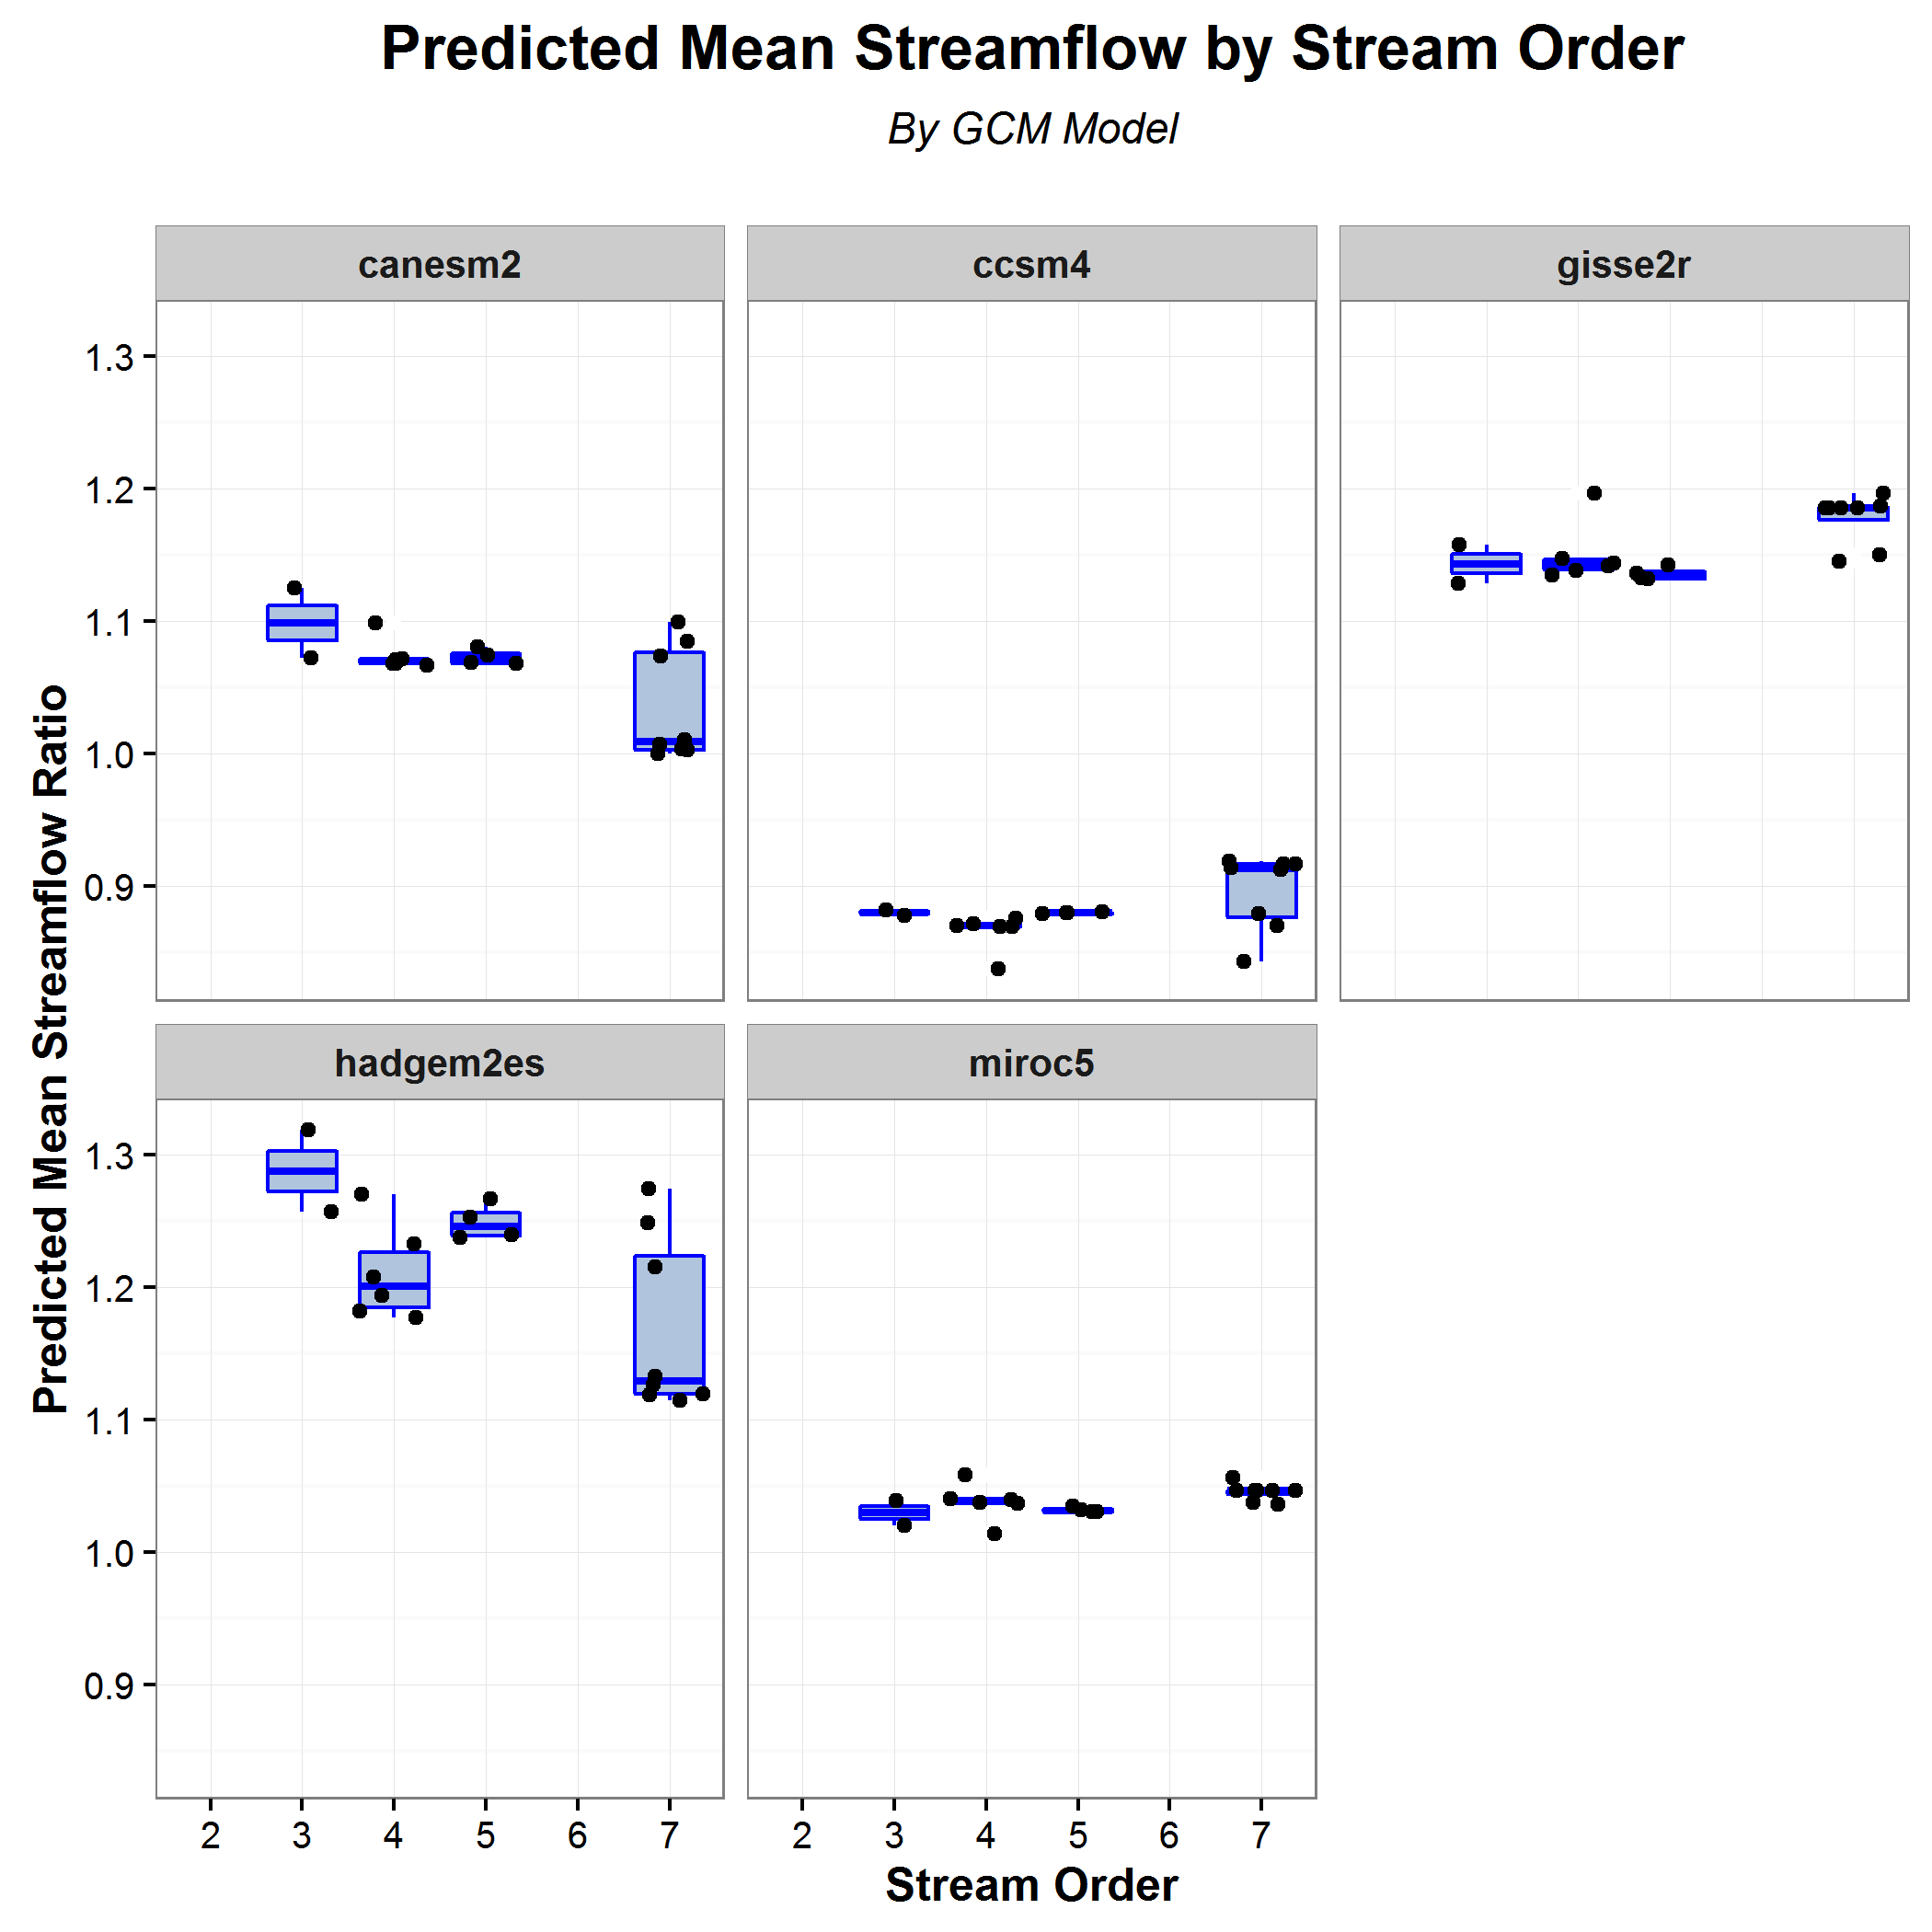 Predicted Mean Streamflow by Stream Order
By GCM Model
canesm2
ccsm4
gisse2r
1.3
1.2
1.1
1.0
0.9
Predicted Mean Streamflow Ratio
hadgem2es
miroc5
1.3
1.2
1.1
1.0
0.9
2 3 4 5 6 7
2 3 4 5 6 7
Stream Order